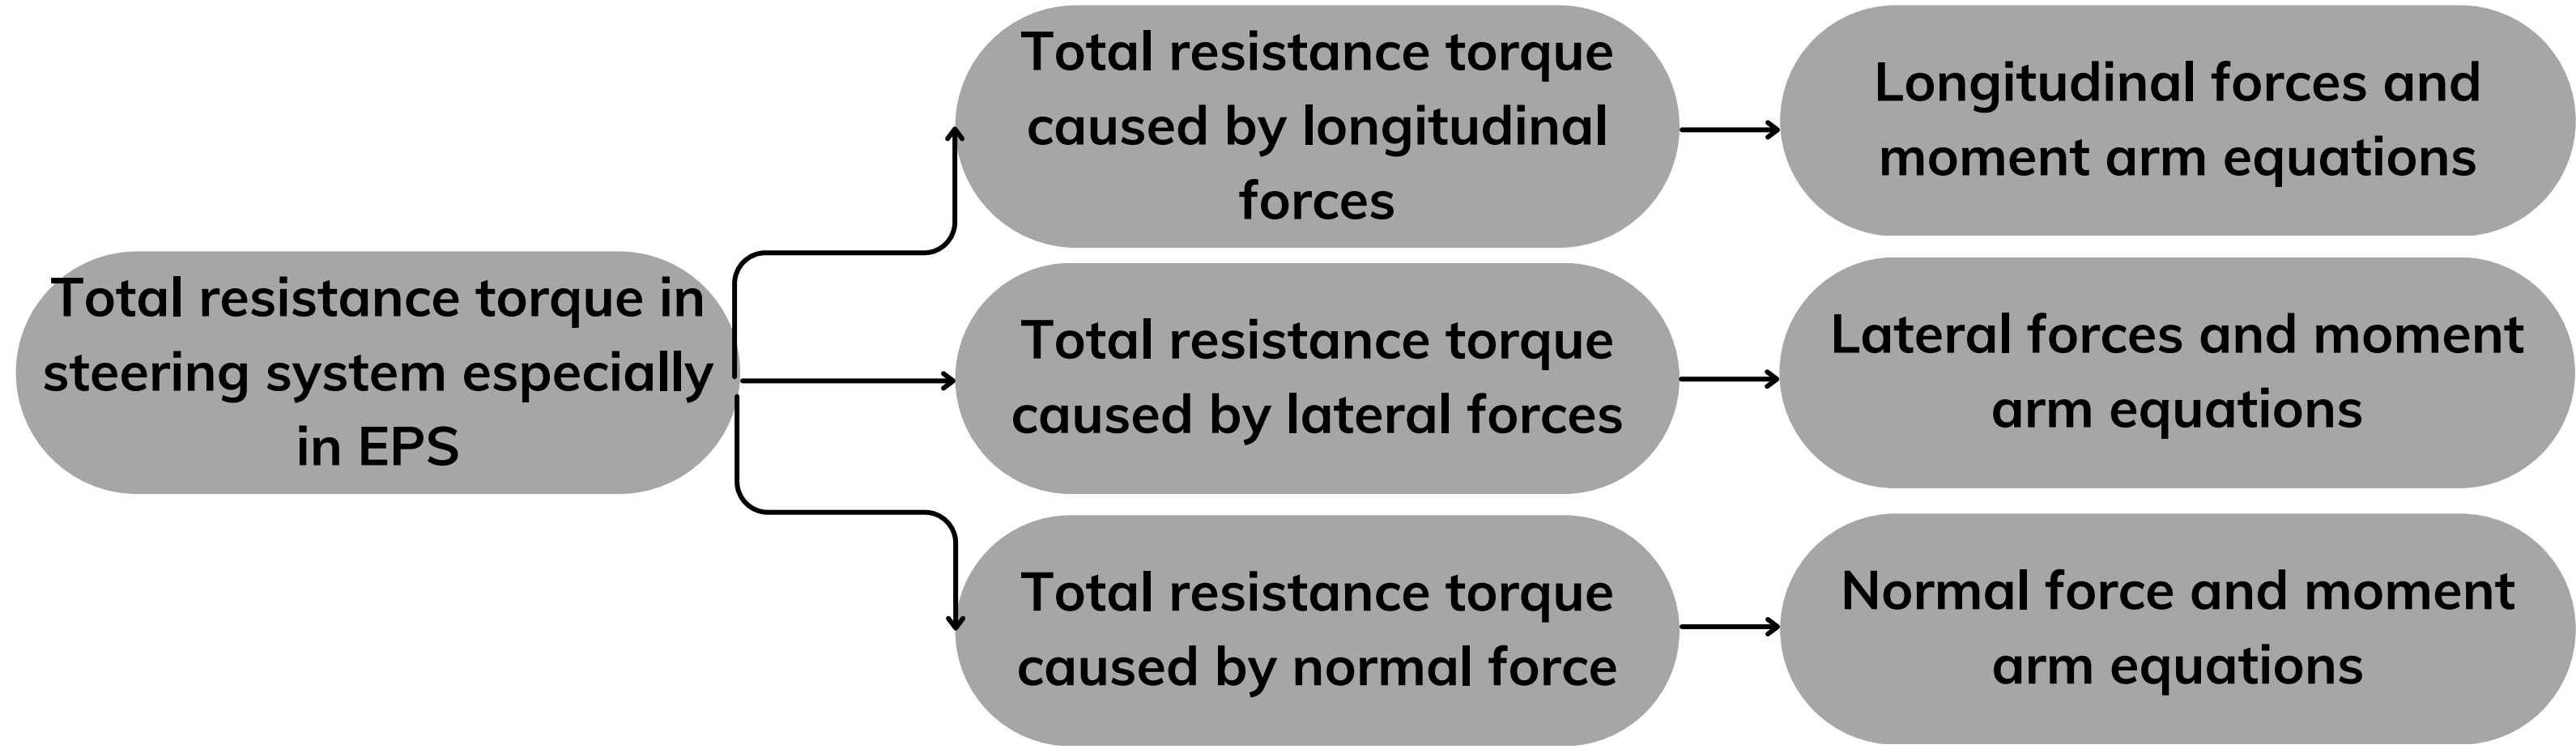 Total resistance torque in
steering system especially
in EPS
Total resistance torque
caused by longitudinal
forces
Longitudinal forces and
moment arm equations
Total resistance torque
caused by lateral forces
Lateral forces and moment
arm equations
Total resistance torque
caused by normal force
Normal force and moment
arm equations